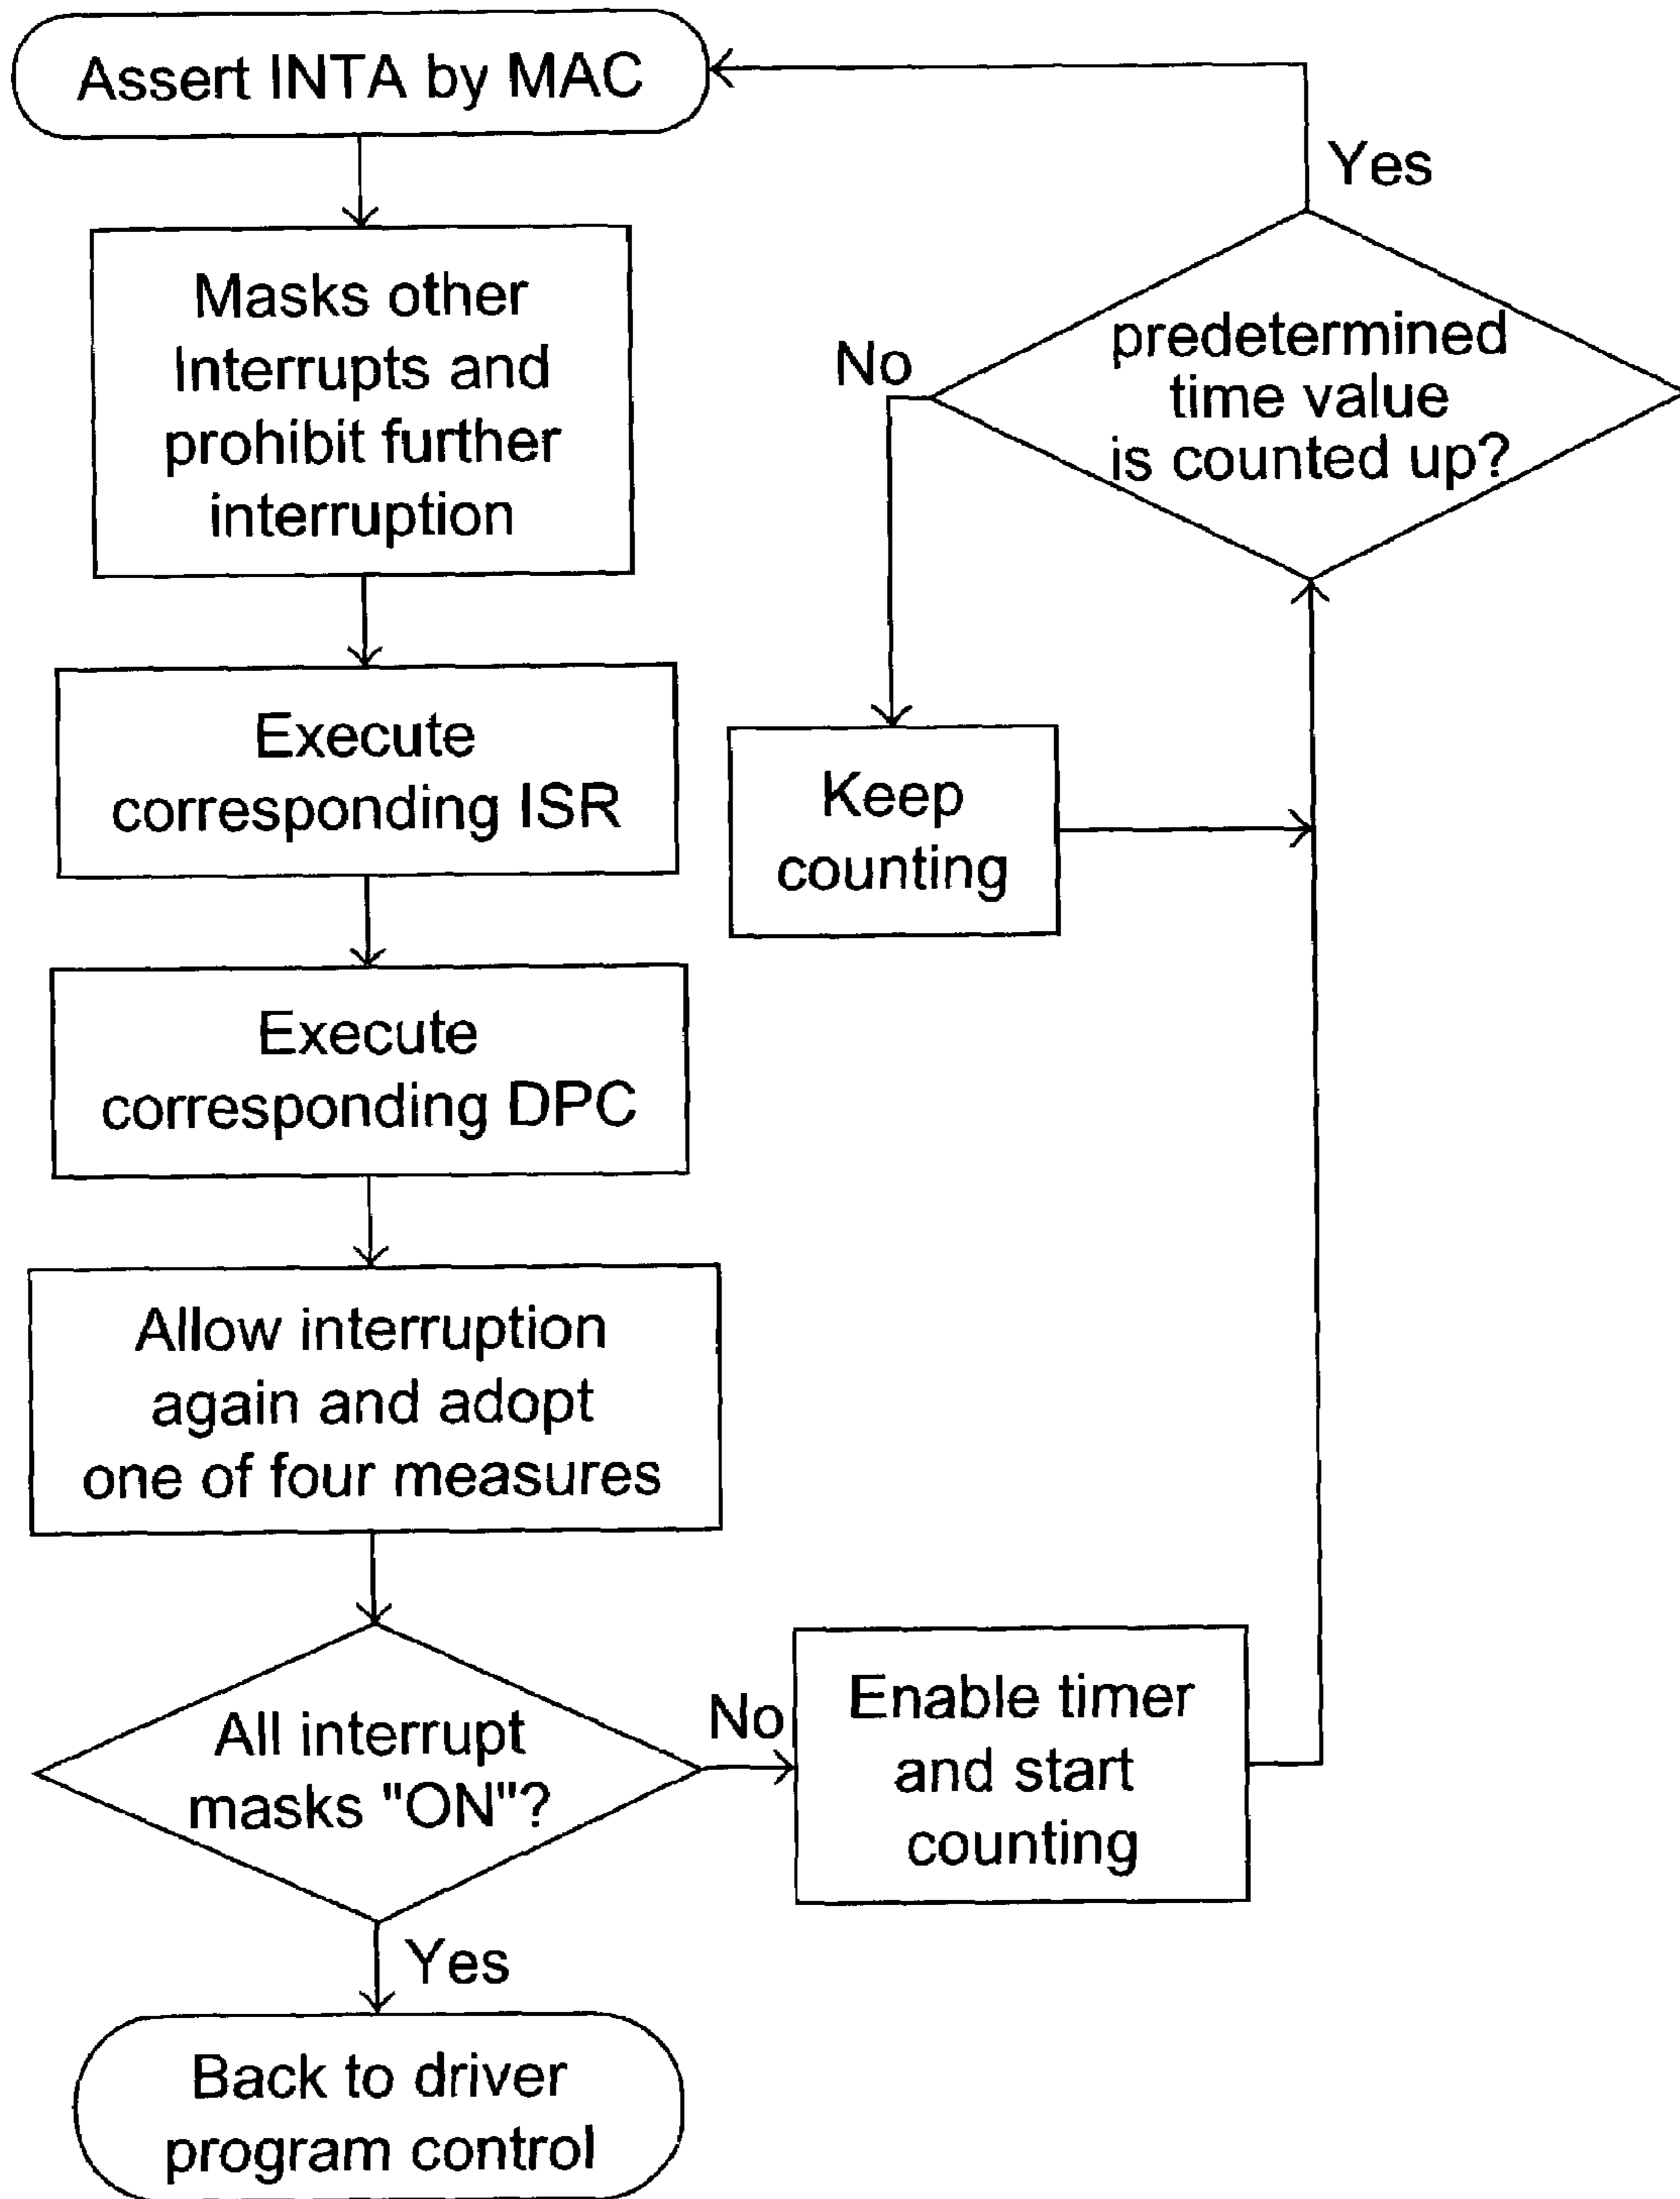 Assert INTA by MAC
Masks other
Interrupts and
prohibit further
interruption
Execute
corresponding ISR
Execute
corresponding DPC
Allow interruption
again and adopt
one of four measures
All interrupt
masks "ON"?
No
Yes
Back to driver
program control
Enable timer
and start
counting
Keep
counting
No
predetermined
time value
is counted up?
Yes